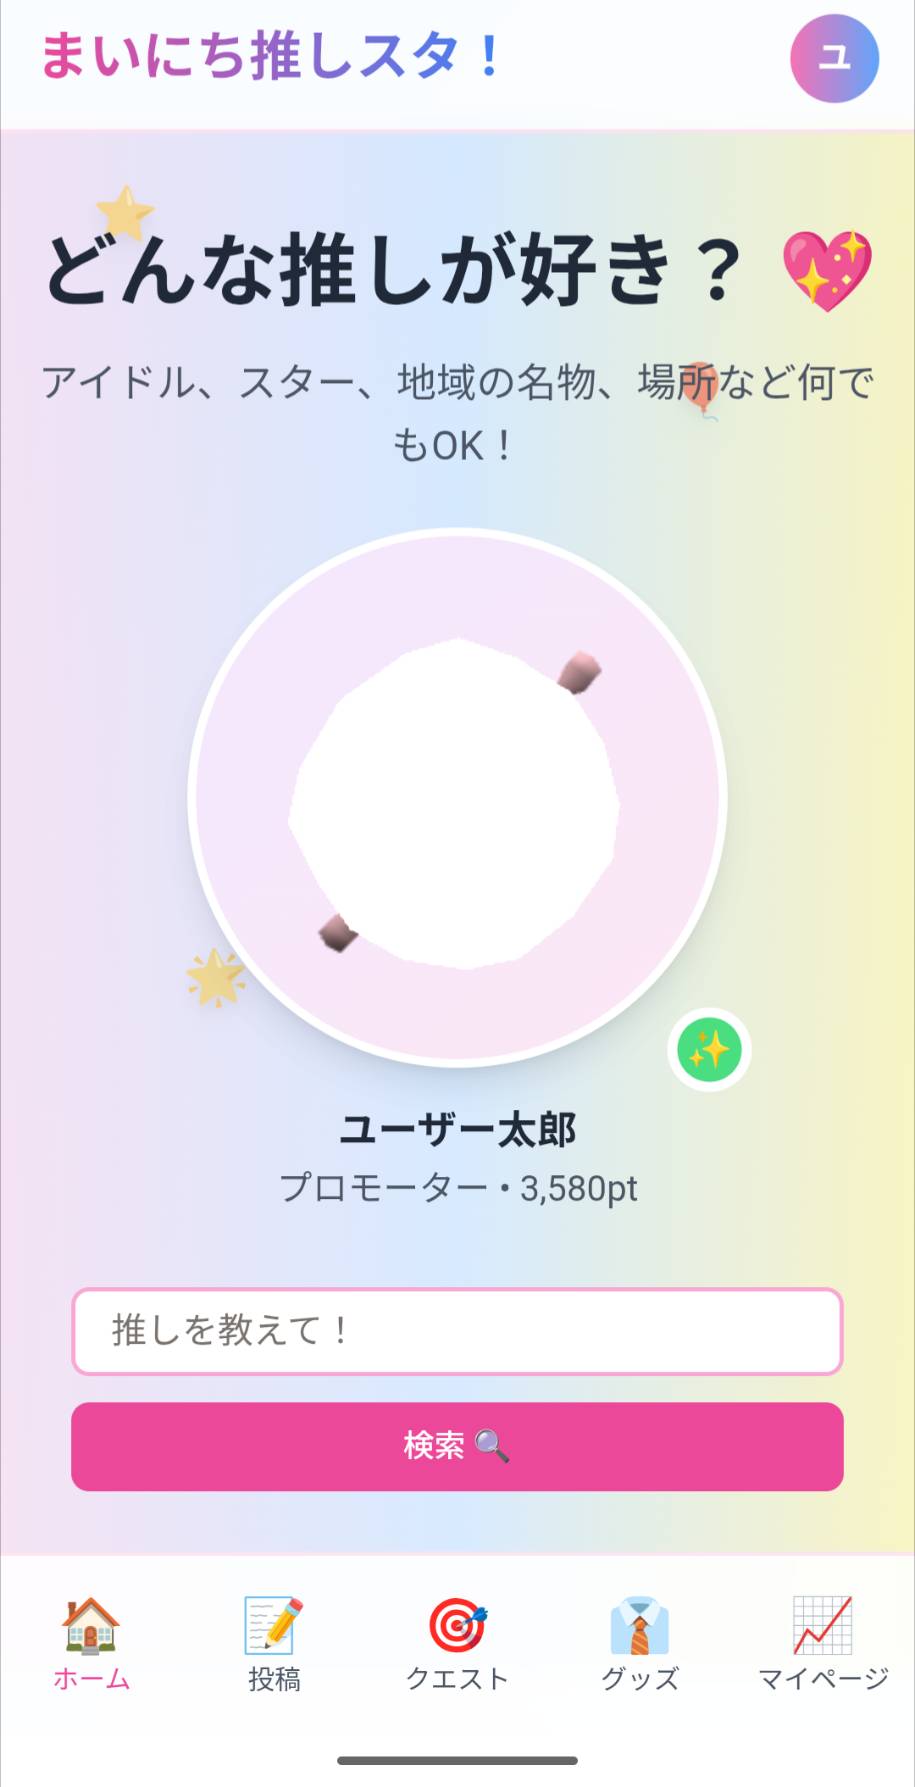 まいにち推しスタ！
ユ
どんな推しが好き？ 💖
アイドル、スター、地域の名物、場所など何で
もOK！
ユーザー太郎
プロモーター • 3,580pt
推しを教えて！
検索 🔍
ホーム
投稿
クエスト
グッズ
マイページ